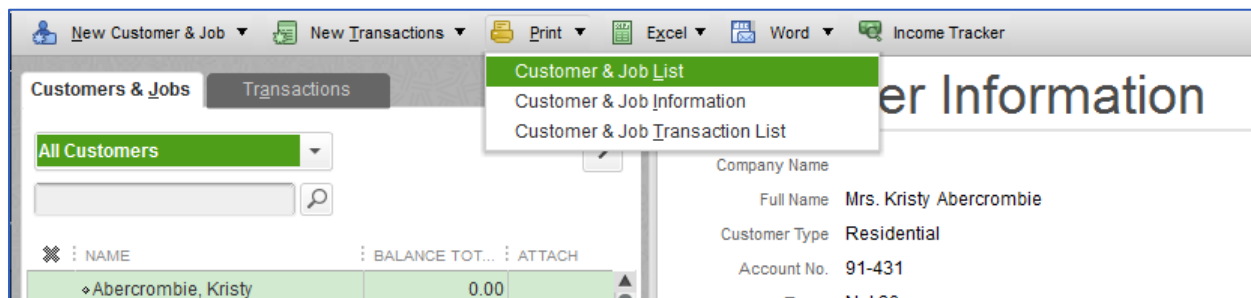 New Customer & Job New Transactions Print Excel Word Income Tracker
Customers & Jobs Transactions
Customer & Job List
Customer & Job Information
Customer & Job Transaction List
er Information
All Customers
Company Name
Full Name Mrs. Kristy Abercrombie
Customer Type Residential
Account No. 91-431
NAME BALANCE TOT... ATTACH
Abercrombie, Kristy 0.00